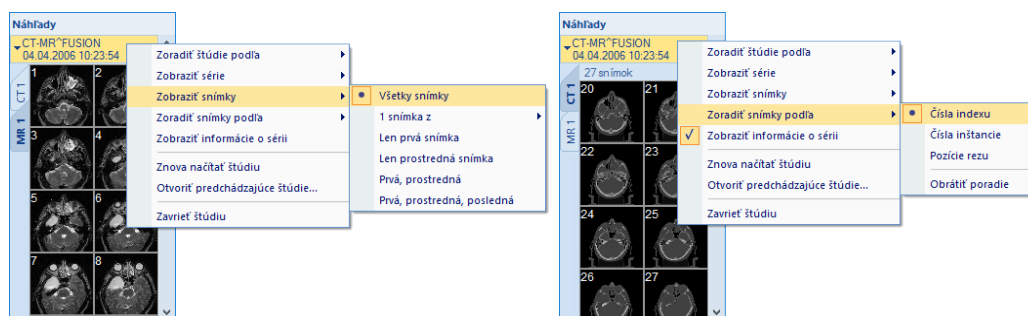 Náhľady
CT-MR^FUSION
04.04.2006 10:23:54
CT 1
MR 1
1
2
3
4
5
6
7
8
Zoradiť štúdie podľa
Zobraziť série
Zobraziť snímky
Zoradiť snímky podľa
Zobraziť informácie o sérii
Znova načítať štúdiu
Otvoriť predchádzajúce štúdie...
Zavrieť štúdiu
Všetky snímky
1 snímka z
Len prvá snímka
Len prostredná snímka
Prvá, prostredná
Prvá, prostredná, posledná
Náhľady
CT-MR^FUSION
04.04.2006 10:23:54
27 snímok
CT 1
MR 1
20
21
22
23
24
25
26
27
Zoradiť štúdie podľa
Zobraziť série
Zobraziť snímky
Zoradiť snímky podľa
Zobraziť informácie o sérii
Znova načítať štúdiu
Otvoriť predchádzajúce štúdie...
Zavrieť štúdiu
Čísla indexu
Čísla inštancie
Pozície rezu
Obrátiť poradie